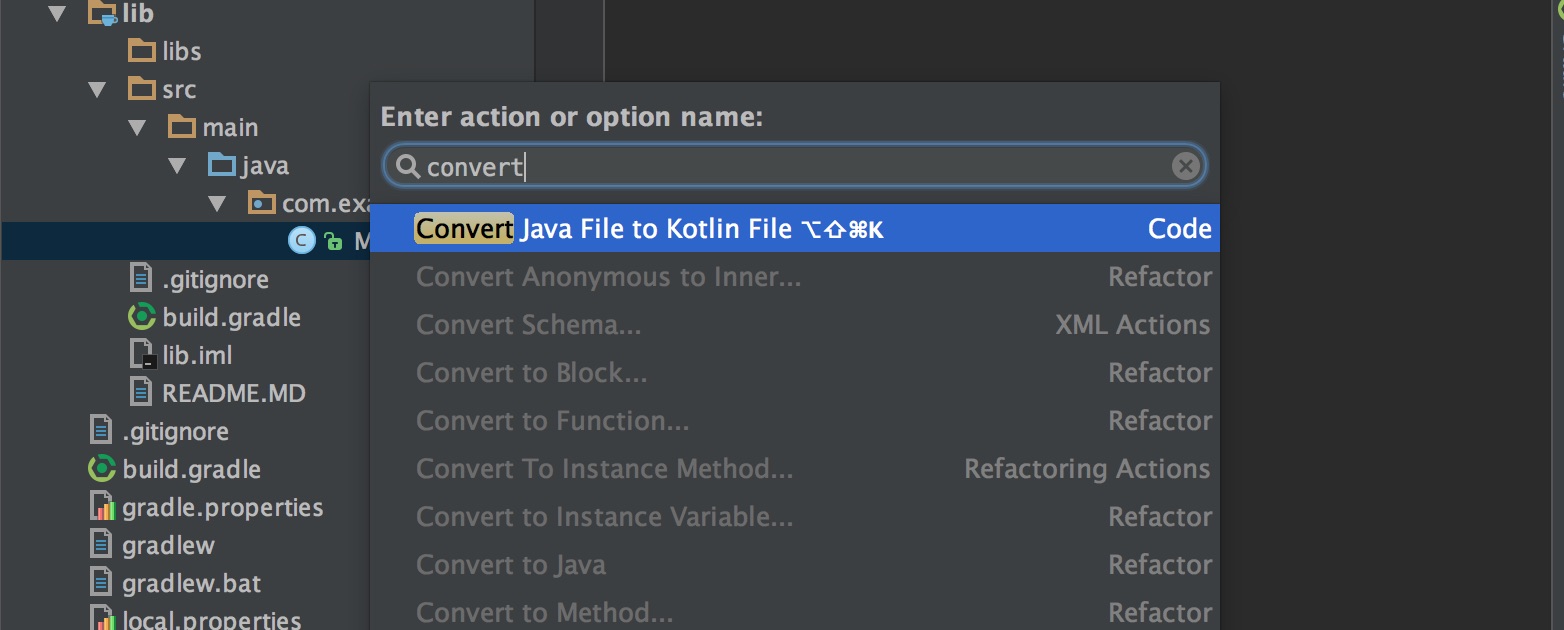 lib
libs
src
main
java
Enter action or option name:
convert
Convert Java File to Kotlin File ⌥⇧⌘K Code
Convert Anonymous to Inner... Refactor
Convert Schema... XML Actions
Convert to Block... Refactor
Convert to Function... Refactor
Convert To Instance Method... Refactoring Actions
Convert to Instance Variable... Refactor
Convert to Java Refactor
Convert to Method... Refactor
com.exa
C M
.gitignore
build.gradle
lib.iml
README.MD
.gitignore
build.gradle
gradle.properties
gradlew
gradlew.bat
local.properties